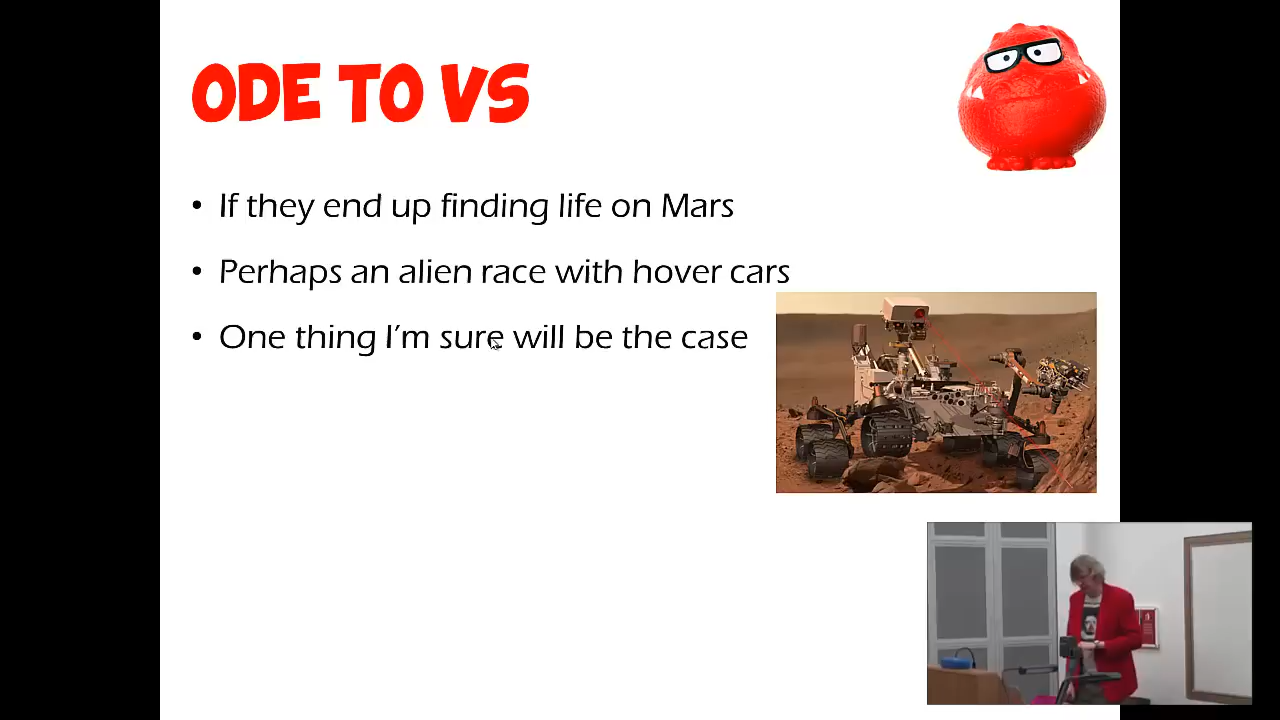 ODE TO VS
• If they end up finding life on Mars
• Perhaps an alien race with hover cars
• One thing I'm sure will be the case